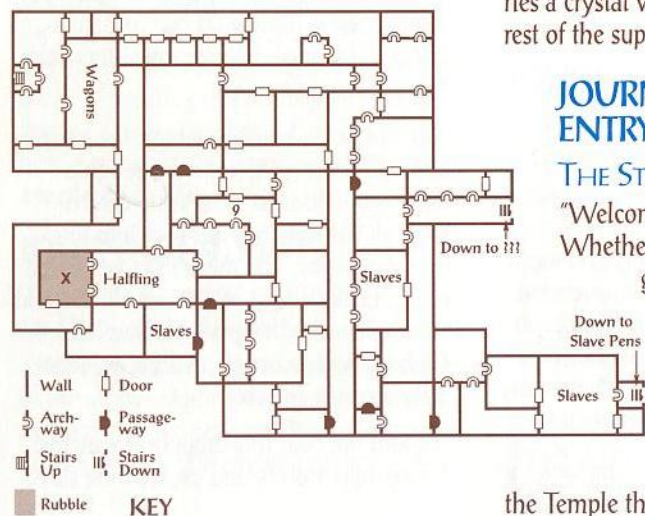 ries a crystal v
rest of the sup
JOURN
ENTRY
THE ST
"Welcon
Whethe
g
Wagons
9
Down to ???
X
Halfling
Slaves
Slaves
Down to
Slave Pens
Slaves
Wall
Door
Arch-
way
Passage-
way
Stairs
Up
Stairs
Down
Rubble
KEY
the Temple th